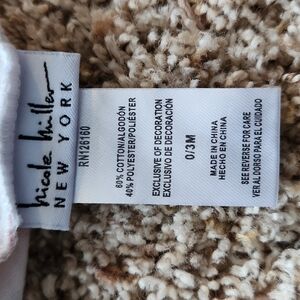 nicole miller
NEW YORK
RN126160
60% COTTON/ALGODÓN
40% POLYESTER/POLIÉSTER
EXCLUSIVE OF DECORATION
EXCLUSIVO DE DECORACIÓN
0/3M
MADE IN CHINA
HECHO EN CHINA
SEE REVERSE FOR CARE
VER AL DORSO PARA EL CUIDADO